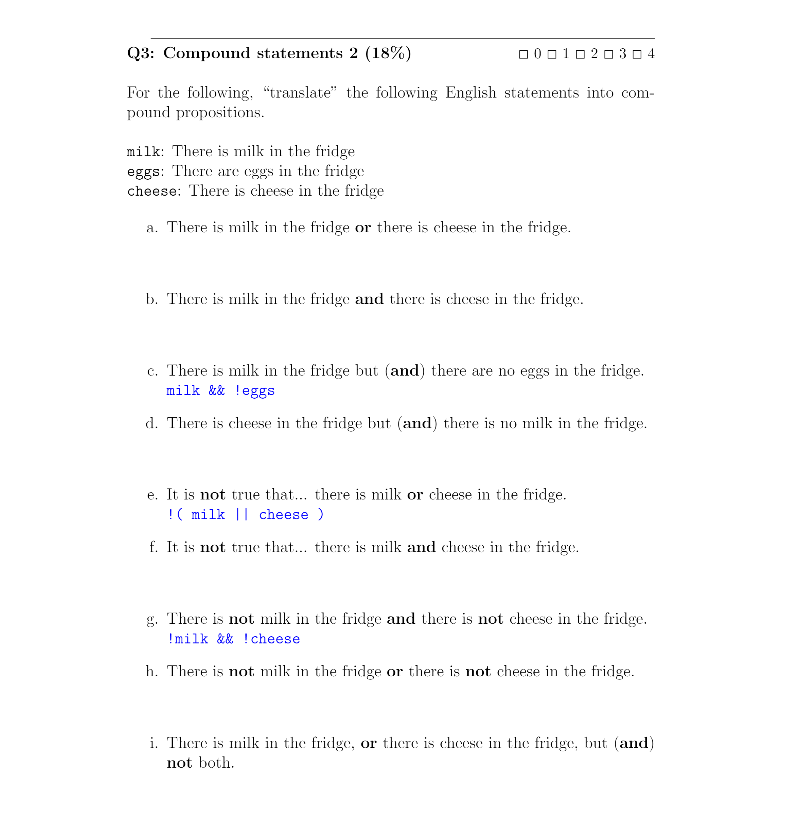 Q3: Compound statements 2 (18%) □ 0 □ 1 □ 2 □ 3 □ 4
For the following, “translate” the following English statements into com-
pound propositions.
milk: There is milk in the fridge
eggs: There are eggs in the fridge
cheese: There is cheese in the fridge
a. There is milk in the fridge or there is cheese in the fridge.
b. There is milk in the fridge and there is cheese in the fridge.
c. There is milk in the fridge but (and) there are no eggs in the fridge.
milk && !eggs
d. There is cheese in the fridge but (and) there is no milk in the fridge.
e. It is not true that... there is milk or cheese in the fridge.
!( milk || cheese )
f. It is not true that... there is milk and cheese in the fridge.
g. There is not milk in the fridge and there is not cheese in the fridge.
!milk && !cheese
h. There is not milk in the fridge or there is not cheese in the fridge.
i. There is milk in the fridge, or there is cheese in the fridge, but (and)
not both.